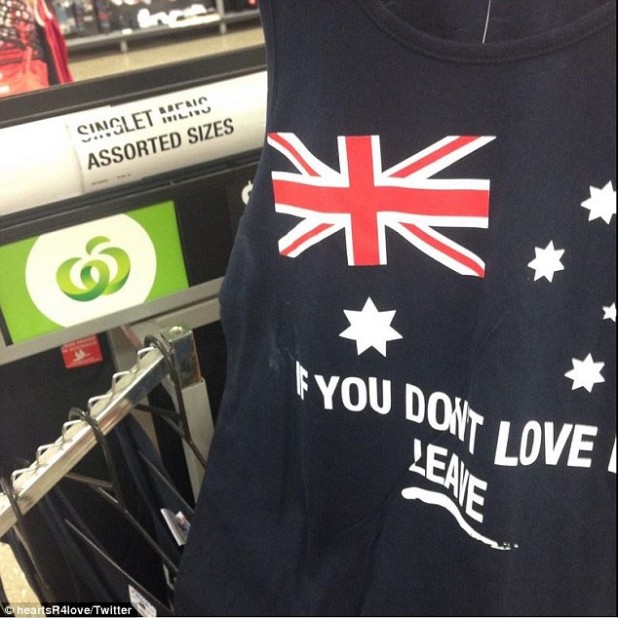 SINGLET MENS
ASSORTED SIZES
IF YOU DON'T LOVE
LEAVE
© heartsR4love/Twitter